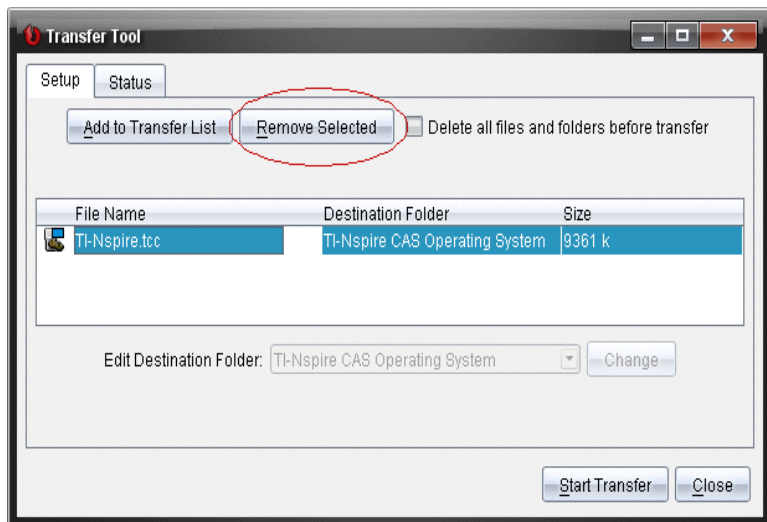 Transfer Tool
Setup Status
Add to Transfer List Remove Selected Delete all files and folders before transfer
File Name Destination Folder Size
TI-Nspire.tcc TI-Nspire CAS Operating System 9361 k
Edit Destination Folder: TI-Nspire CAS Operating System Change
Start Transfer Close